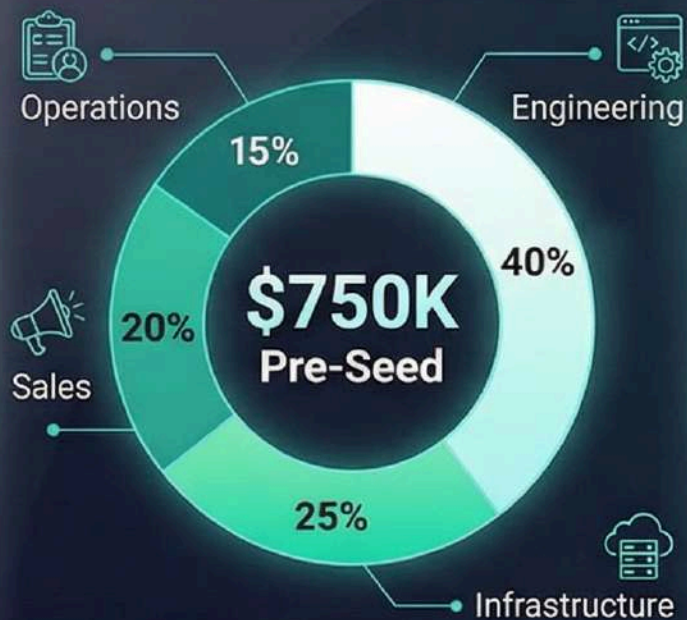 Operations
Engineering
15%
40%
$750K
Pre-Seed
20%
Sales
25%
Infrastructure